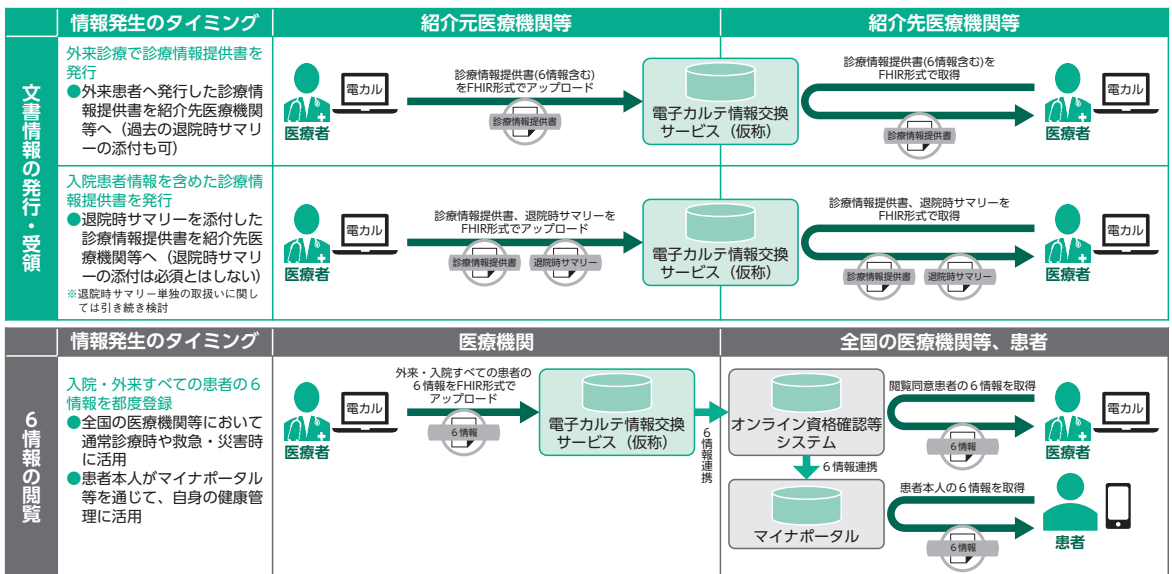 情報発生のタイミング
紹介元医療機関等
紹介先医療機関等
文書情報の発行・受領
外来診療で診療情報提供書を
発行
●外来患者へ発行した診療情
報提供書を紹介先医療機関
等へ（過去の退院時サマリ
ーの添付も可）
電カル
医療者
診療情報提供書(6情報含む)
をFHIR形式でアップロード
診療情報提供書
電子カルテ情報交換
サービス（仮称）
診療情報提供書(6情報含む)を
FHIR形式で取得
診療情報提供書
電カル
医療者
入院患者情報を含めた診療情
報提供書を発行
●退院時サマリーを添付した
診療情報提供書を紹介先医
療機関等へ（退院時サマリ
ーの添付は必須とはしない）
※退院時サマリー単独の取扱いに関し
ては引き続き検討
電カル
医療者
診療情報提供書、退院時サマリーを
FHIR形式でアップロード
診療情報提供書
退院時サマリー
電子カルテ情報交換
サービス（仮称）
診療情報提供書、退院時サマリーを
FHIR形式で取得
診療情報提供書
退院時サマリー
電カル
医療者
情報発生のタイミング
医療機関
全国の医療機関等、患者
6情報の閲覧
入院・外来すべての患者の6
情報を都度登録
●全国の医療機関等において
通常診療時や救急・災害時
に活用
●患者本人がマイナポータル
等を通じて、自身の健康管
理に活用
電カル
医療者
外来・入院すべての患者の
6情報をFHIR形式で
アップロード
6情報
電子カルテ情報交換
サービス（仮称）
6情報連携
オンライン資格確認等
システム
6情報連携
マイナポータル
閲覧同意患者の6情報を取得
6情報
電カル
医療者
患者本人の6情報を取得
6情報
患者